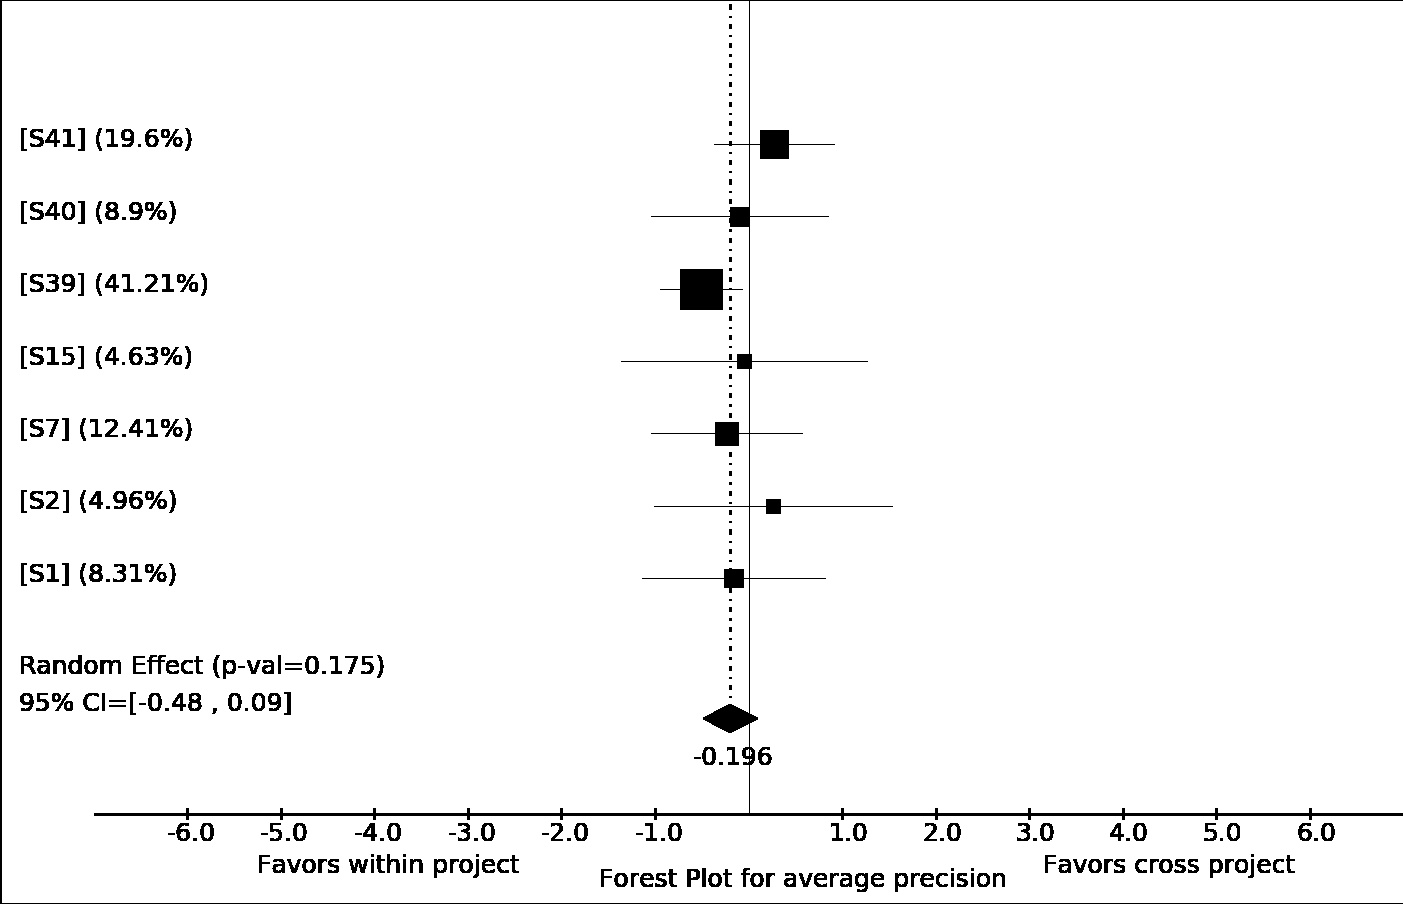 [S41] (19.6%)
[S40] (8.9%)
[S39] (41.21%)
[S15] (4.63%)
[S7] (12.41%)
[S2] (4.96%)
[S1] (8.31%)
Random Effect (p-val=0.175)
95% CI=[-0.48 , 0.09]
-0.196
-6.0 -5.0 -4.0 -3.0 -2.0 -1.0 1.0 2.0 3.0 4.0 5.0 6.0
Favors within project Favors cross project
Forest Plot for average precision